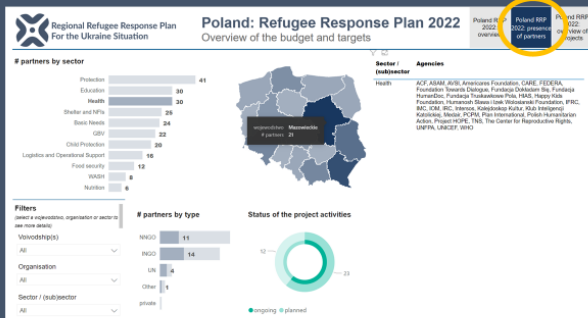 Regional Refugee Response Plan
For the Ukraine Situation
Poland: Refugee Response Plan 2022
Overview of the budget and targets
Poland RRP
2022:
overview
Poland RRP
2022: presence
of partners
Poland RRP
2022:
overview of
projects
# partners by sector
Protection 41
Education 30
Health 30
Shelter and NFIs 25
Basic Needs 24
GBV 22
Child Protection 20
Logistics and Operational Support 16
Food security 12
WASH 8
Nutrition 6
województwo Mazowieckie
# partners 21
Sector /
(sub)sector
Agencies
Health
ACF, ASAM, AVSI, Americares Foundation, CARE, FEDERA,
Foundation Towards Dialogue, Fundacja Dokladam Się, Fundacja
HumanDoc, Fundacja Truskawkowe Pola, HIAS, Happy Kids
Foundation, Humanosh Slawa i Izek Wolosianski Foundation, IFRC,
IMC, IOM, IRC, Intersos, Kalejdoskop Kultur, Klub Inteligencji
Katolickiej, Medair, PCPM, Plan International, Polish Humanitarian
Action, Project HOPE, TNS, The Center for Reproductive Rights,
UNFPA, UNICEF, WHO
Filters
(select a wojewodztwo, organisation or sector to
see more details)
Voivodship(s)
All
Organisation
All
Sector / (sub)sector
All
# partners by type
NNGO 11
INGO 14
UN 4
Other 1
private
Status of the project activities
12
23
ongoing planned